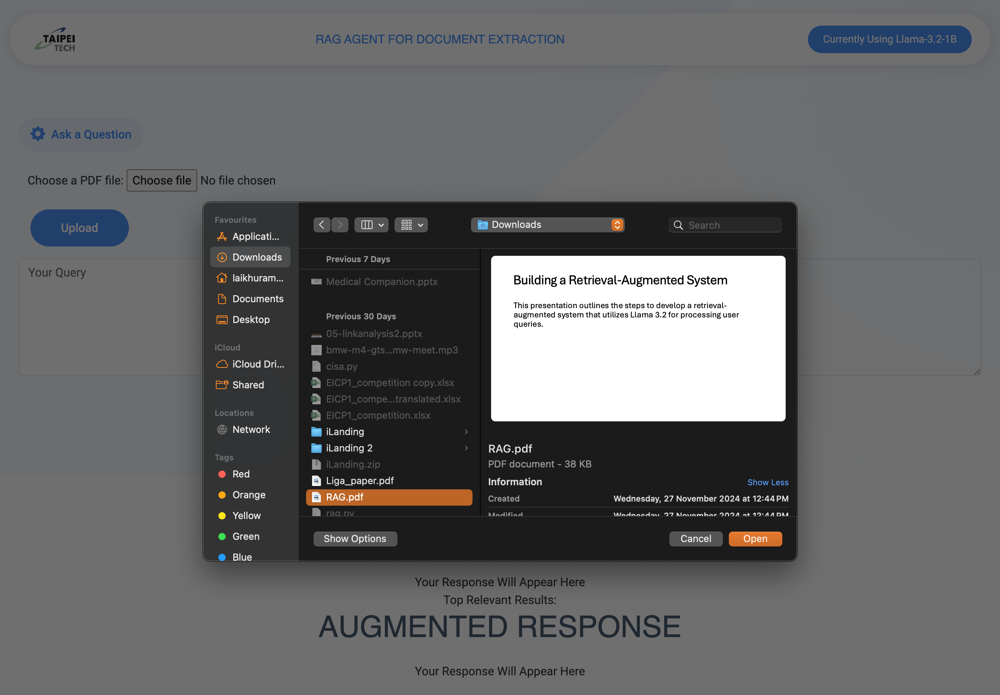 TAIPEI
TECH
RAG AGENT FOR DOCUMENT EXTRACTION
Currently Using Llama-3.2-1B
Ask a Question
Choose a PDF file: Choose file No file chosen
Upload
Your Query
Favourites
Applicati...
Downloads
laikhuram...
Documents
Desktop
iCloud
iCloud Dri...
Shared
Locations
Network
Tags
Red
Orange
Yellow
Green
Blue
Downloads
Search
Previous 7 Days
Medical Companion.pptx
Previous 30 Days
05-linkanalysis2.pptx
bmw-m4-gts...mw-meet.mp3
cisa.py
EICP1_competition copy.xlsx
EICP1_compe...translated.xlsx
EICP1_competition.xlsx
iLanding
iLanding 2
iLanding.zip
Liga_paper.pdf
RAG.pdf
rag.py
Building a Retrieval-Augmented System
This presentation outlines the steps to develop a retrieval-
augmented system that utilizes Llama 3.2 for processing user
queries.
RAG.pdf
PDF document - 38 KB
Information Show Less
Created Wednesday, 27 November 2024 at 12:44 PM
Modified Wednesday, 27 November 2024 at 12:44 PM
Show Options
Cancel
Open
Your Response Will Appear Here
Top Relevant Results:
AUGMENTED RESPONSE
Your Response Will Appear Here